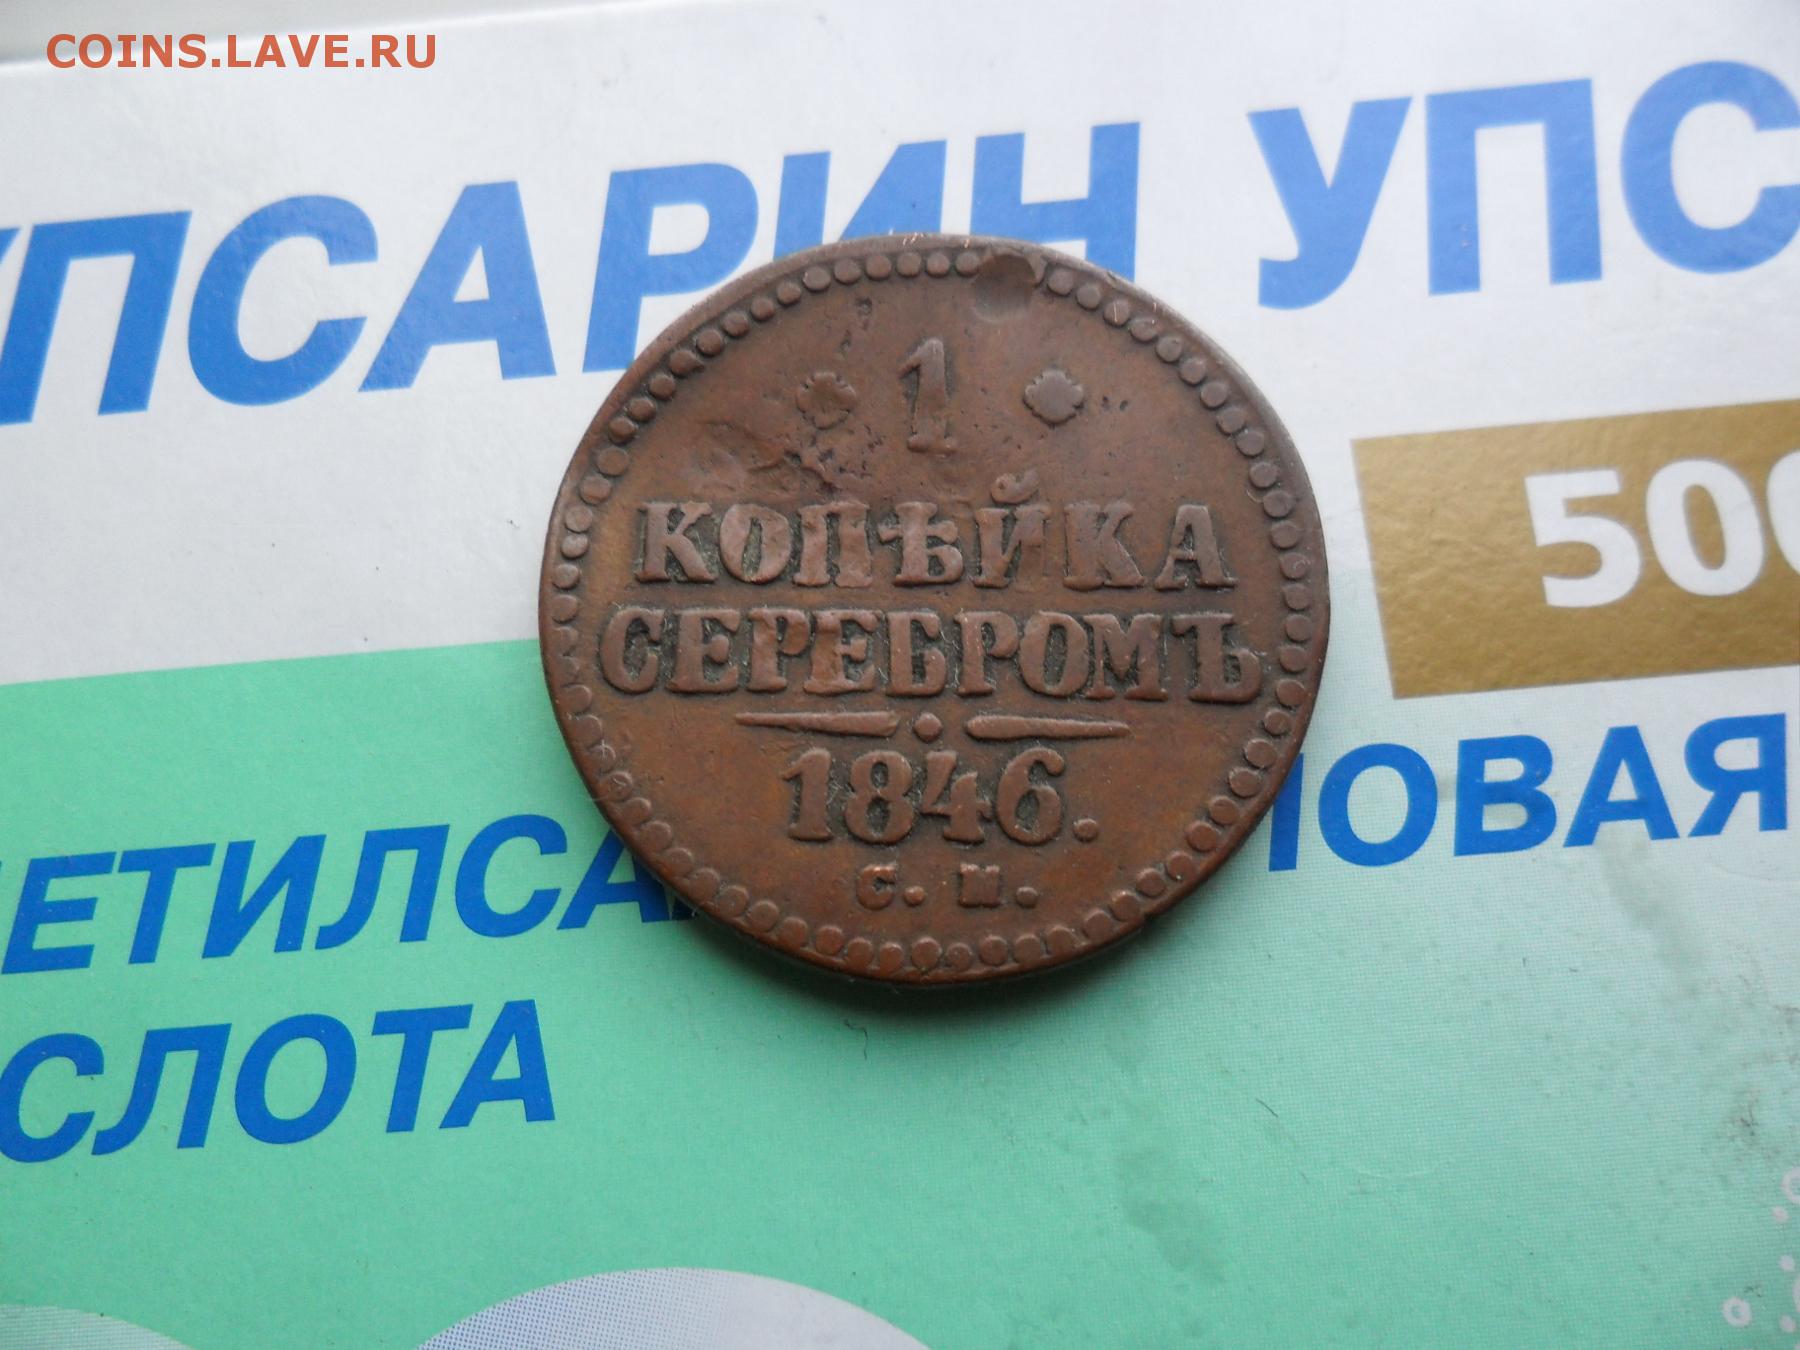 COINS.LAVE.RU
УПСАРИН УПС
500
1
КОПѢЙКА
СЕРЕБРОМЪ
1846.
С. М.
ЕТИЛСА ОВАЯ
СЛОТА